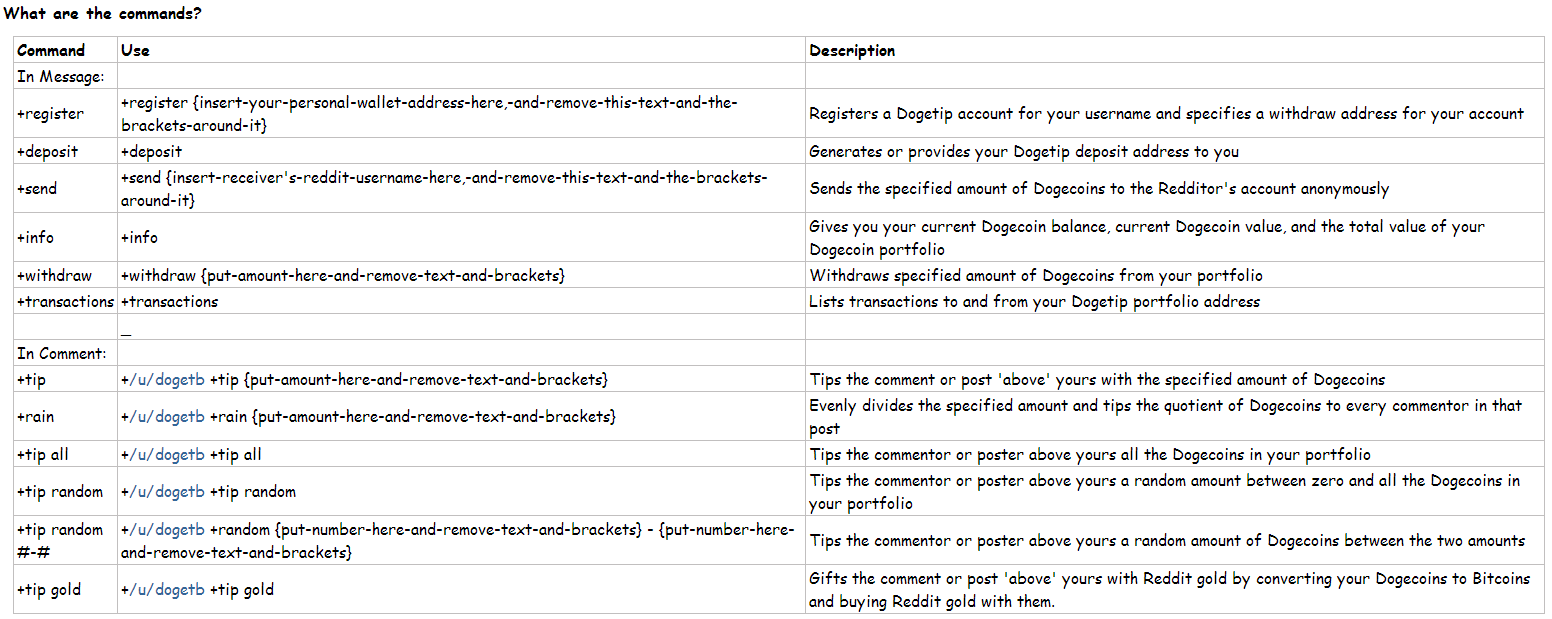 What are the commands?
Command Use Description
In Message:
+register +register {insert-your-personal-wallet-address-here,-and-remove-this-text-and-the-
brackets-around-it} Registers a Dogetip account for your username and specifies a withdraw address for your account
+deposit +deposit Generates or provides your Dogetip deposit address to you
+send +send {insert-receiver's-reddit-username-here,-and-remove-this-text-and-the-brackets-
around-it} Sends the specified amount of Dogecoins to the Redditor's account anonymously
+info +info Gives you your current Dogecoin balance, current Dogecoin value, and the total value of your
Dogecoin portfolio
+withdraw +withdraw {put-amount-here-and-remove-text-and-brackets} Withdraws specified amount of Dogecoins from your portfolio
+transactions +transactions Lists transactions to and from your Dogetip portfolio address
_
In Comment:
+tip +/u/dogetb +tip {put-amount-here-and-remove-text-and-brackets} Tips the comment or post 'above' yours with the specified amount of Dogecoins
+rain +/u/dogetb +rain {put-amount-here-and-remove-text-and-brackets} Evenly divides the specified amount and tips the quotient of Dogecoins to every commentor in that
post
+tip all +/u/dogetb +tip all Tips the commentor or poster above yours all the Dogecoins in your portfolio
+tip random +/u/dogetb +tip random Tips the commentor or poster above yours a random amount between zero and all the Dogecoins in
your portfolio
+tip random
#-# +/u/dogetb +random {put-number-here-and-remove-text-and-brackets} - {put-number-here-
and-remove-text-and-brackets} Tips the commentor or poster above yours a random amount of Dogecoins between the two amounts
+tip gold +/u/dogetb +tip gold Gifts the comment or post 'above' yours with Reddit gold by converting your Dogecoins to Bitcoins
and buying Reddit gold with them.